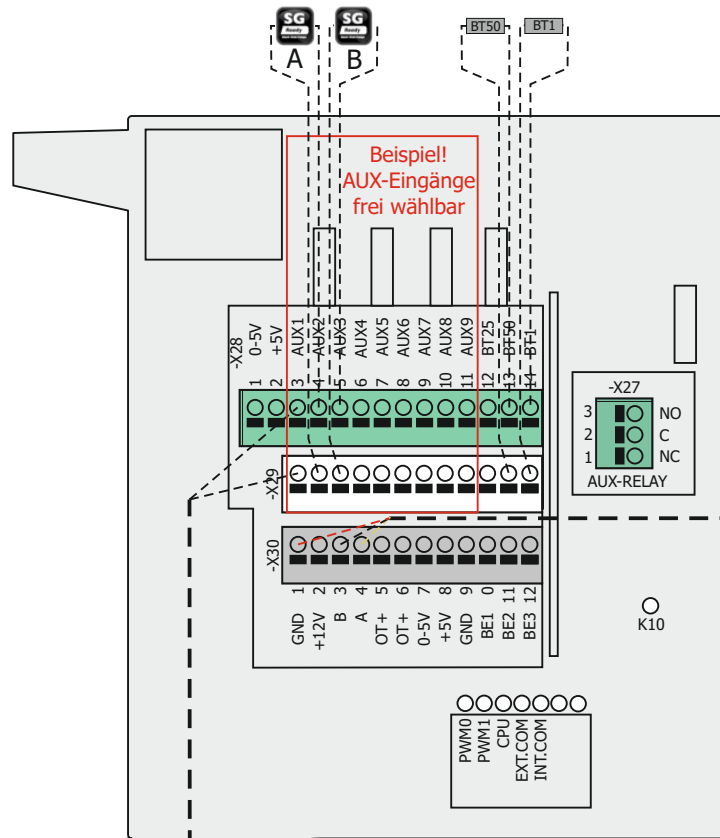 SG
Ready
A
SG
Ready
B
BT50
BT1
Beispiel!
AUX-Eingänge
frei wählbar
-X28
0-5V
+5V
AUX1
AUX2
AUX3
AUX4
AUX5
AUX6
AUX7
AUX8
AUX9
BT25
BT50
BT1
1
2
3
4
5
6
7
8
9
10
11
12
13
14
-X29
-X30
1
2
3
4
5
6
7
8
9
0
11
12
GND
+12V
B
A
OT+
OT+
0-5V
+5V
GND
BE1
BE2
BE3
-X27
3 NO
2 C
1 NC
AUX-RELAY
K10
PWM0
PWM1
CPU
EXT.COM
INT.COM